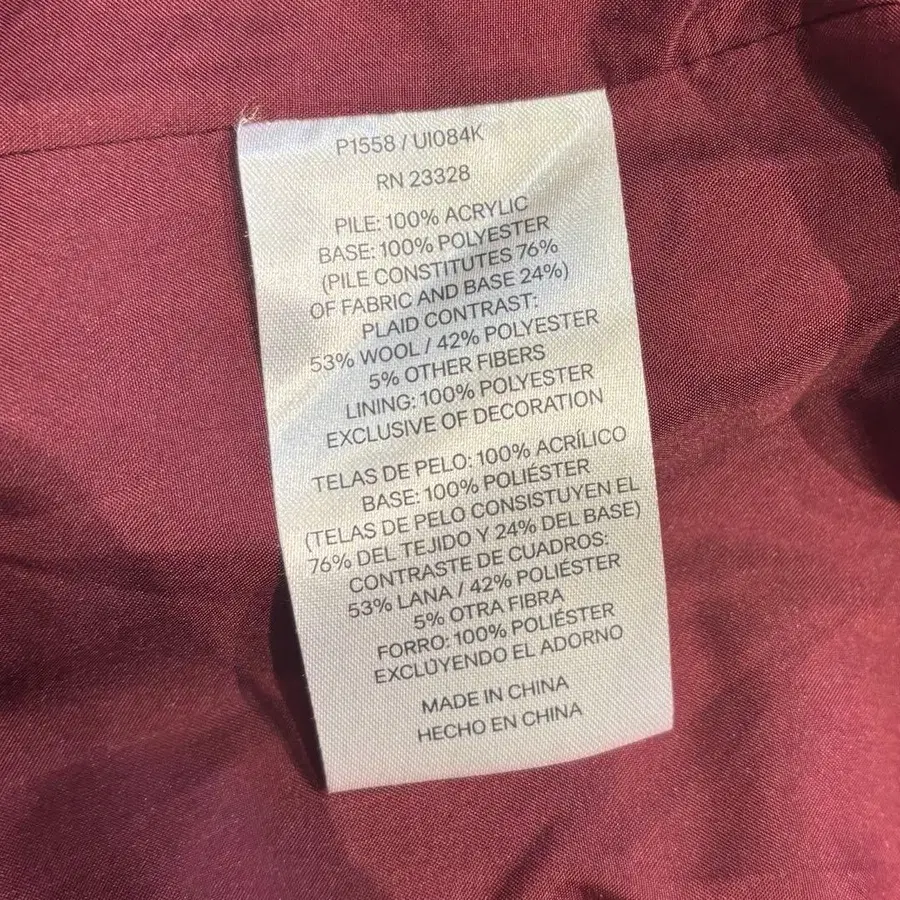 P1558 / UI084K
RN 23328
PILE: 100% ACRYLIC
BASE: 100% POLYESTER
(PILE CONSTITUTES 76%
OF FABRIC AND BASE 24%)
PLAID CONTRAST:
53% WOOL / 42% POLYESTER
5% OTHER FIBERS
LINING: 100% POLYESTER
EXCLUSIVE OF DECORATION
TELAS DE PELO: 100% ACRÍLICO
BASE: 100% POLIÉSTER
(TELAS DE PELO CONSISTUYEN EL
76% DEL TEJIDO Y 24% DEL BASE)
CONTRASTE DE CUADROS:
53% LANA / 42% POLIÉSTER
5% OTRA FIBRA
FORRO: 100% POLIÉSTER
EXCLUYENDO EL ADORNO
MADE IN CHINA
HECHO EN CHINA